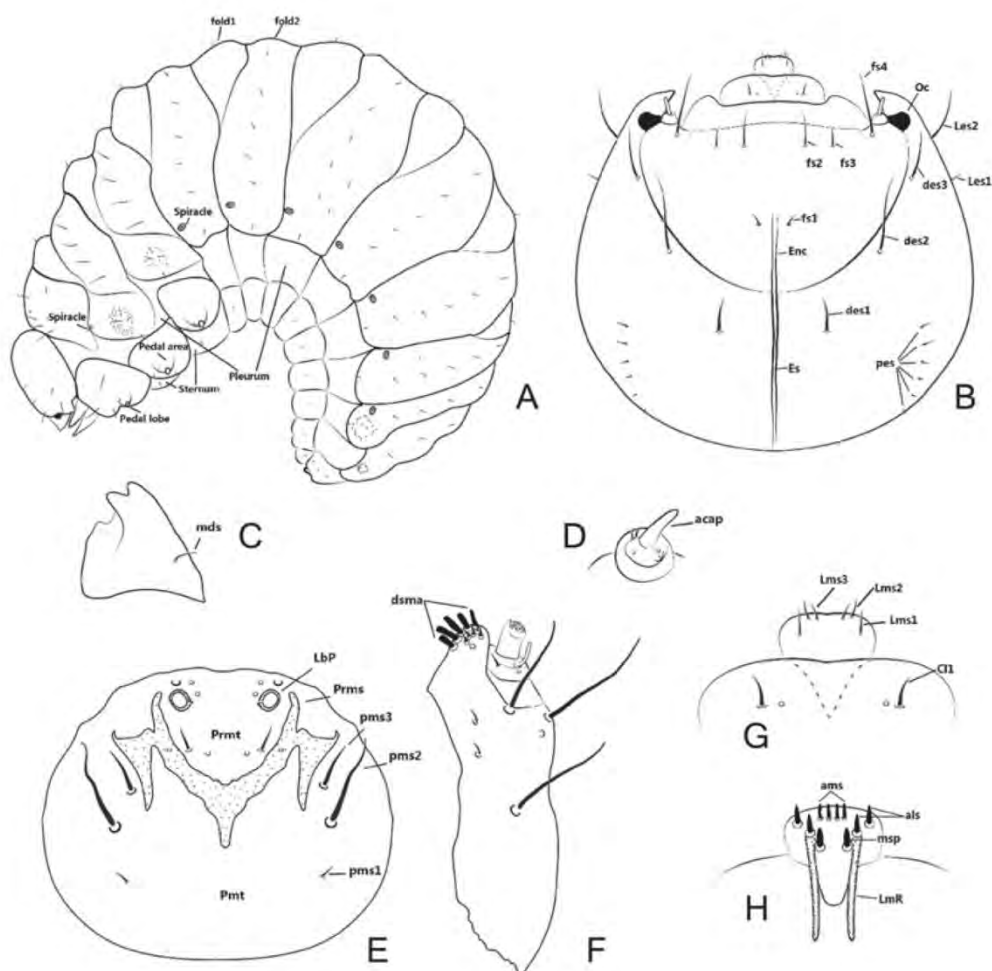 fold1
fold2
Spiracle
Spiracle
Pedal area
Sternum
Pleurum
Pedal lobe
A
fs4
Oc
Les2
fs2
fs3
des3
Les1
fs1
Enc
des2
des1
Es
pes
B
mds
C
acap
D
LbP
Prms
Prmt
pms3
pms2
pms1
Pmt
E
dsma
F
Lms3
Lms2
Lms1
Cl1
G
ams
als
msp
LmR
H